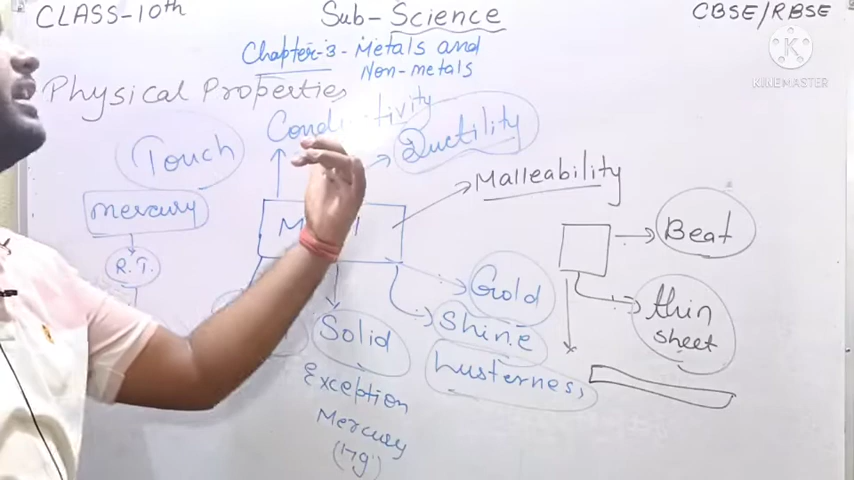 CLASS-10th
Sub-Science
CBSE/RBSE
Chapter-3 - Metals and
Non-metals
KINEMASTER
Physical Properties
Touch
Ductility
Malleability
mercury
R.T.
Beat
Gold
thin
sheet
Shine
Solid
Lusterness,
Exception
Mercury
(Hg)